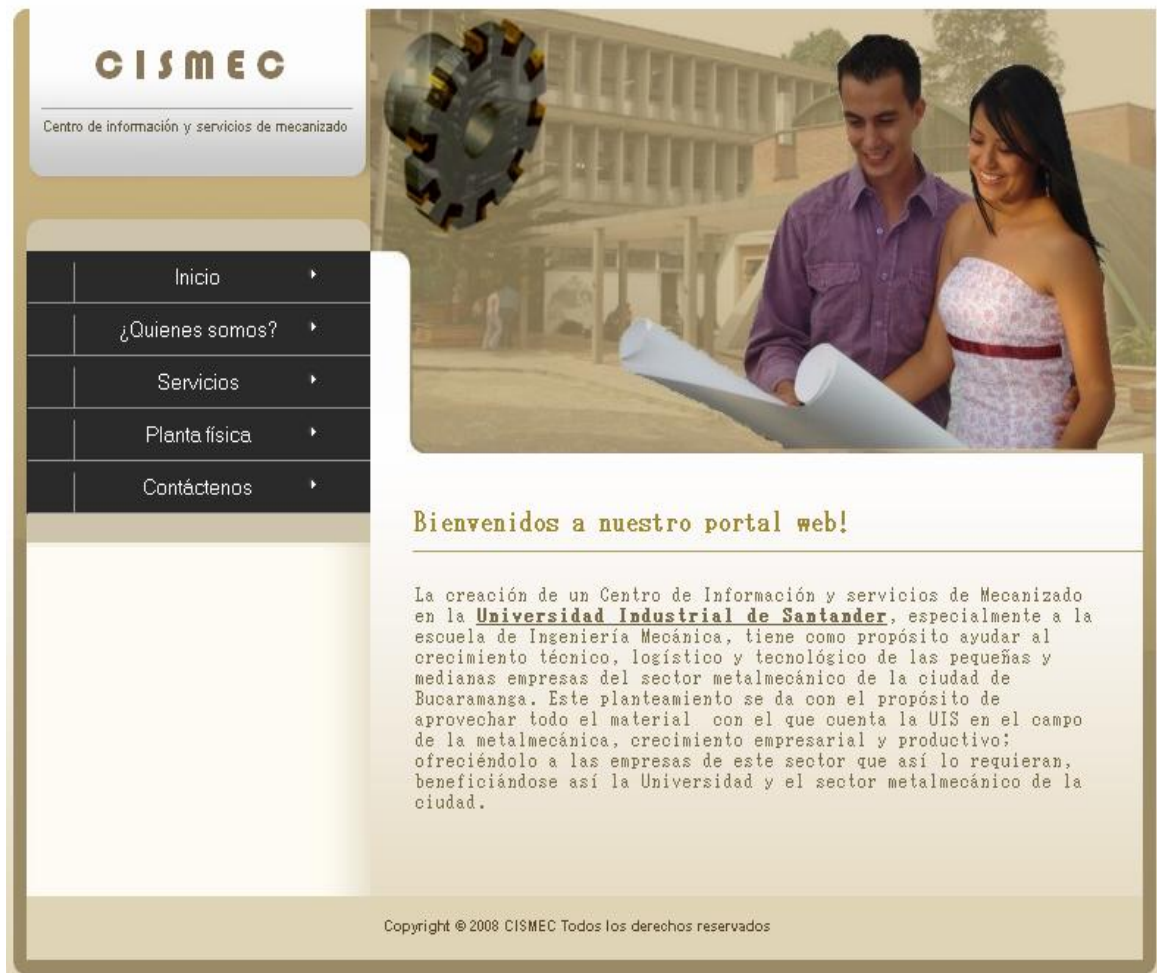 CISMEC
Centro de información y servicios de mecanizado
Inicio
¿Quienes somos?
Servicios
Planta física
Contáctenos
Bienvenidos a nuestro portal web!
La creación de un Centro de Información y servicios de Mecanizado
en la Universidad Industrial de Santander, especialmente a la
escuela de Ingeniería Mecánica, tiene como propósito ayudar al
crecimiento técnico, logístico y tecnológico de las pequeñas y
medianas empresas del sector metalmecánico de la ciudad de
Bucaramanga. Este planteamiento se da con el propósito de
aprovechar todo el material  con el que cuenta la UIS en el campo
de la metalmecánica, crecimiento empresarial y productivo;
ofreciéndolo a las empresas de este sector que así lo requieran,
beneficiándose así la Universidad y el sector metalmecánico de la
ciudad.
Copyright © 2008 CISMEC Todos los derechos reservados